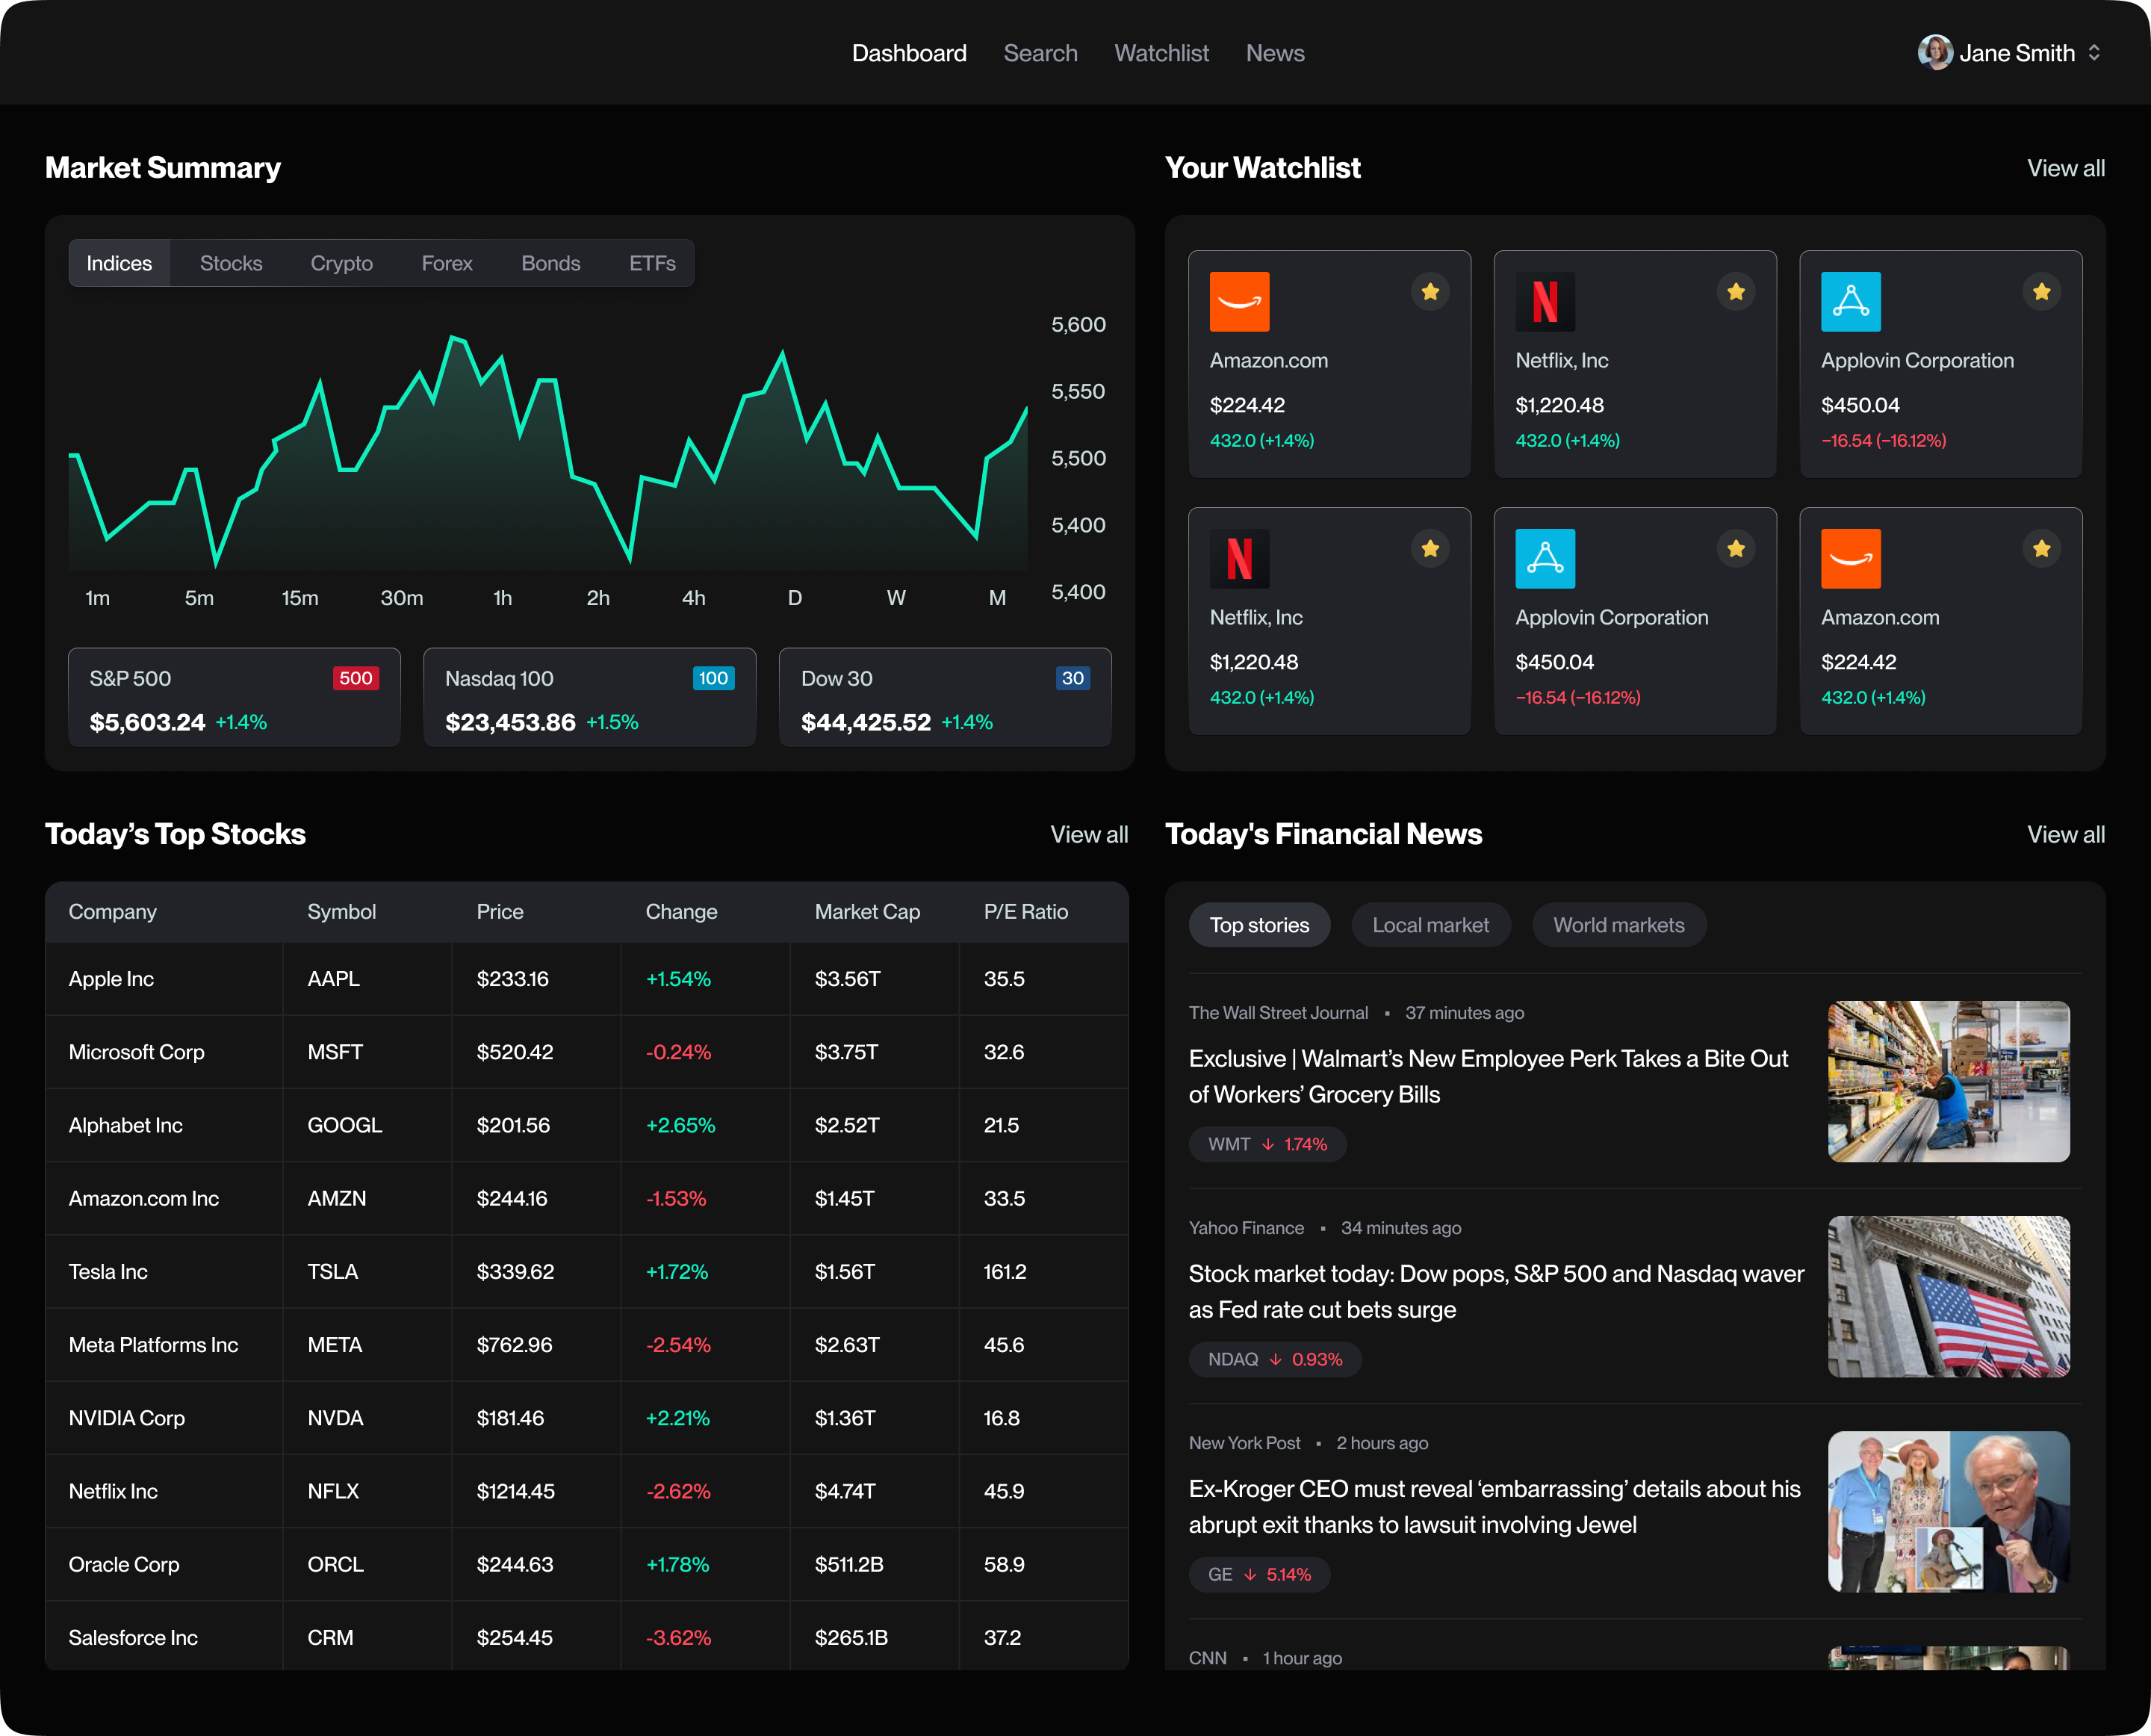 Dashboard
Search
Watchlist
News
Jane Smith
Market Summary
Indices
Stocks
Crypto
Forex
Bonds
ETFs
5,600
5,550
5,500
5,400
5,400
1m
5m
15m
30m
1h
2h
4h
D
W
M
S&P 500
500
$5,603.24 +1.4%
Nasdaq 100
100
$23,453.86 +1.5%
Dow 30
30
$44,425.52 +1.4%
Your Watchlist
View all
Amazon.com
$224.42
432.0 (+1.4%)
N
Netflix, Inc
$1,220.48
432.0 (+1.4%)
Applovin Corporation
$450.04
−16.54 (−16.12%)
N
Netflix, Inc
$1,220.48
432.0 (+1.4%)
Applovin Corporation
$450.04
−16.54 (−16.12%)
Amazon.com
$224.42
432.0 (+1.4%)
Today’s Top Stocks
View all
Company Symbol Price Change Market Cap P/E Ratio
Apple Inc AAPL $233.16 +1.54% $3.56T 35.5
Microsoft Corp MSFT $520.42 -0.24% $3.75T 32.6
Alphabet Inc GOOGL $201.56 +2.65% $2.52T 21.5
Amazon.com Inc AMZN $244.16 -1.53% $1.45T 33.5
Tesla Inc TSLA $339.62 +1.72% $1.56T 161.2
Meta Platforms Inc META $762.96 -2.54% $2.63T 45.6
NVIDIA Corp NVDA $181.46 +2.21% $1.36T 16.8
Netflix Inc NFLX $1214.45 -2.62% $4.74T 45.9
Oracle Corp ORCL $244.63 +1.78% $511.2B 58.9
Salesforce Inc CRM $254.45 -3.62% $265.1B 37.2
Today's Financial News
View all
Top stories
Local market
World markets
The Wall Street Journal ▪ 37 minutes ago
Exclusive | Walmart’s New Employee Perk Takes a Bite Out
of Workers’ Grocery Bills
WMT ↓ 1.74%
Yahoo Finance ▪ 34 minutes ago
Stock market today: Dow pops, S&P 500 and Nasdaq waver
as Fed rate cut bets surge
NDAQ ↓ 0.93%
New York Post ▪ 2 hours ago
Ex-Kroger CEO must reveal ‘embarrassing’ details about his
abrupt exit thanks to lawsuit involving Jewel
GE ↓ 5.14%
CNN ▪ 1 hour ago